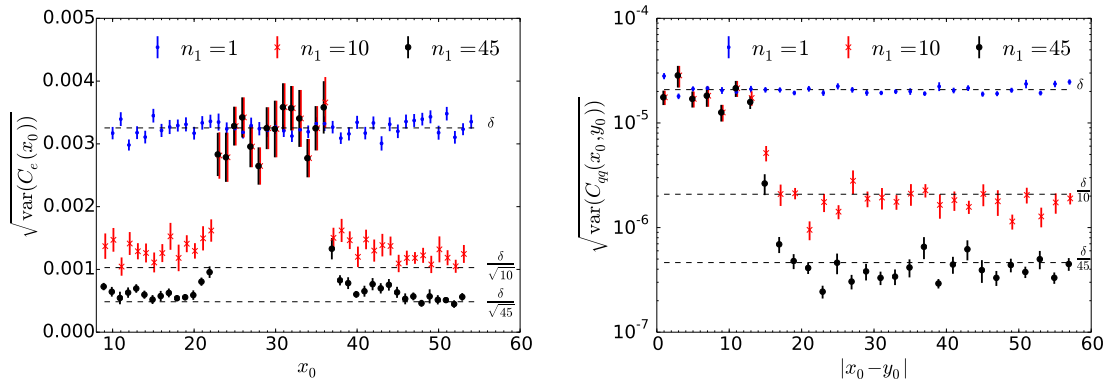 0.005
0.004
0.003
0.002
0.001
0.000
10 20 30 40 50 60
x₀
√var(Cₑ(x₀))
n₁ = 1 n₁ = 10 n₁ = 45
δ
δ/√10
δ/√45
10⁻⁴
10⁻⁵
10⁻⁶
10⁻⁷
0 10 20 30 40 50 60
|x₀−y₀|
√var(C_qq(x₀,y₀))
n₁ = 1 n₁ = 10 n₁ = 45
δ
δ/10
δ/45